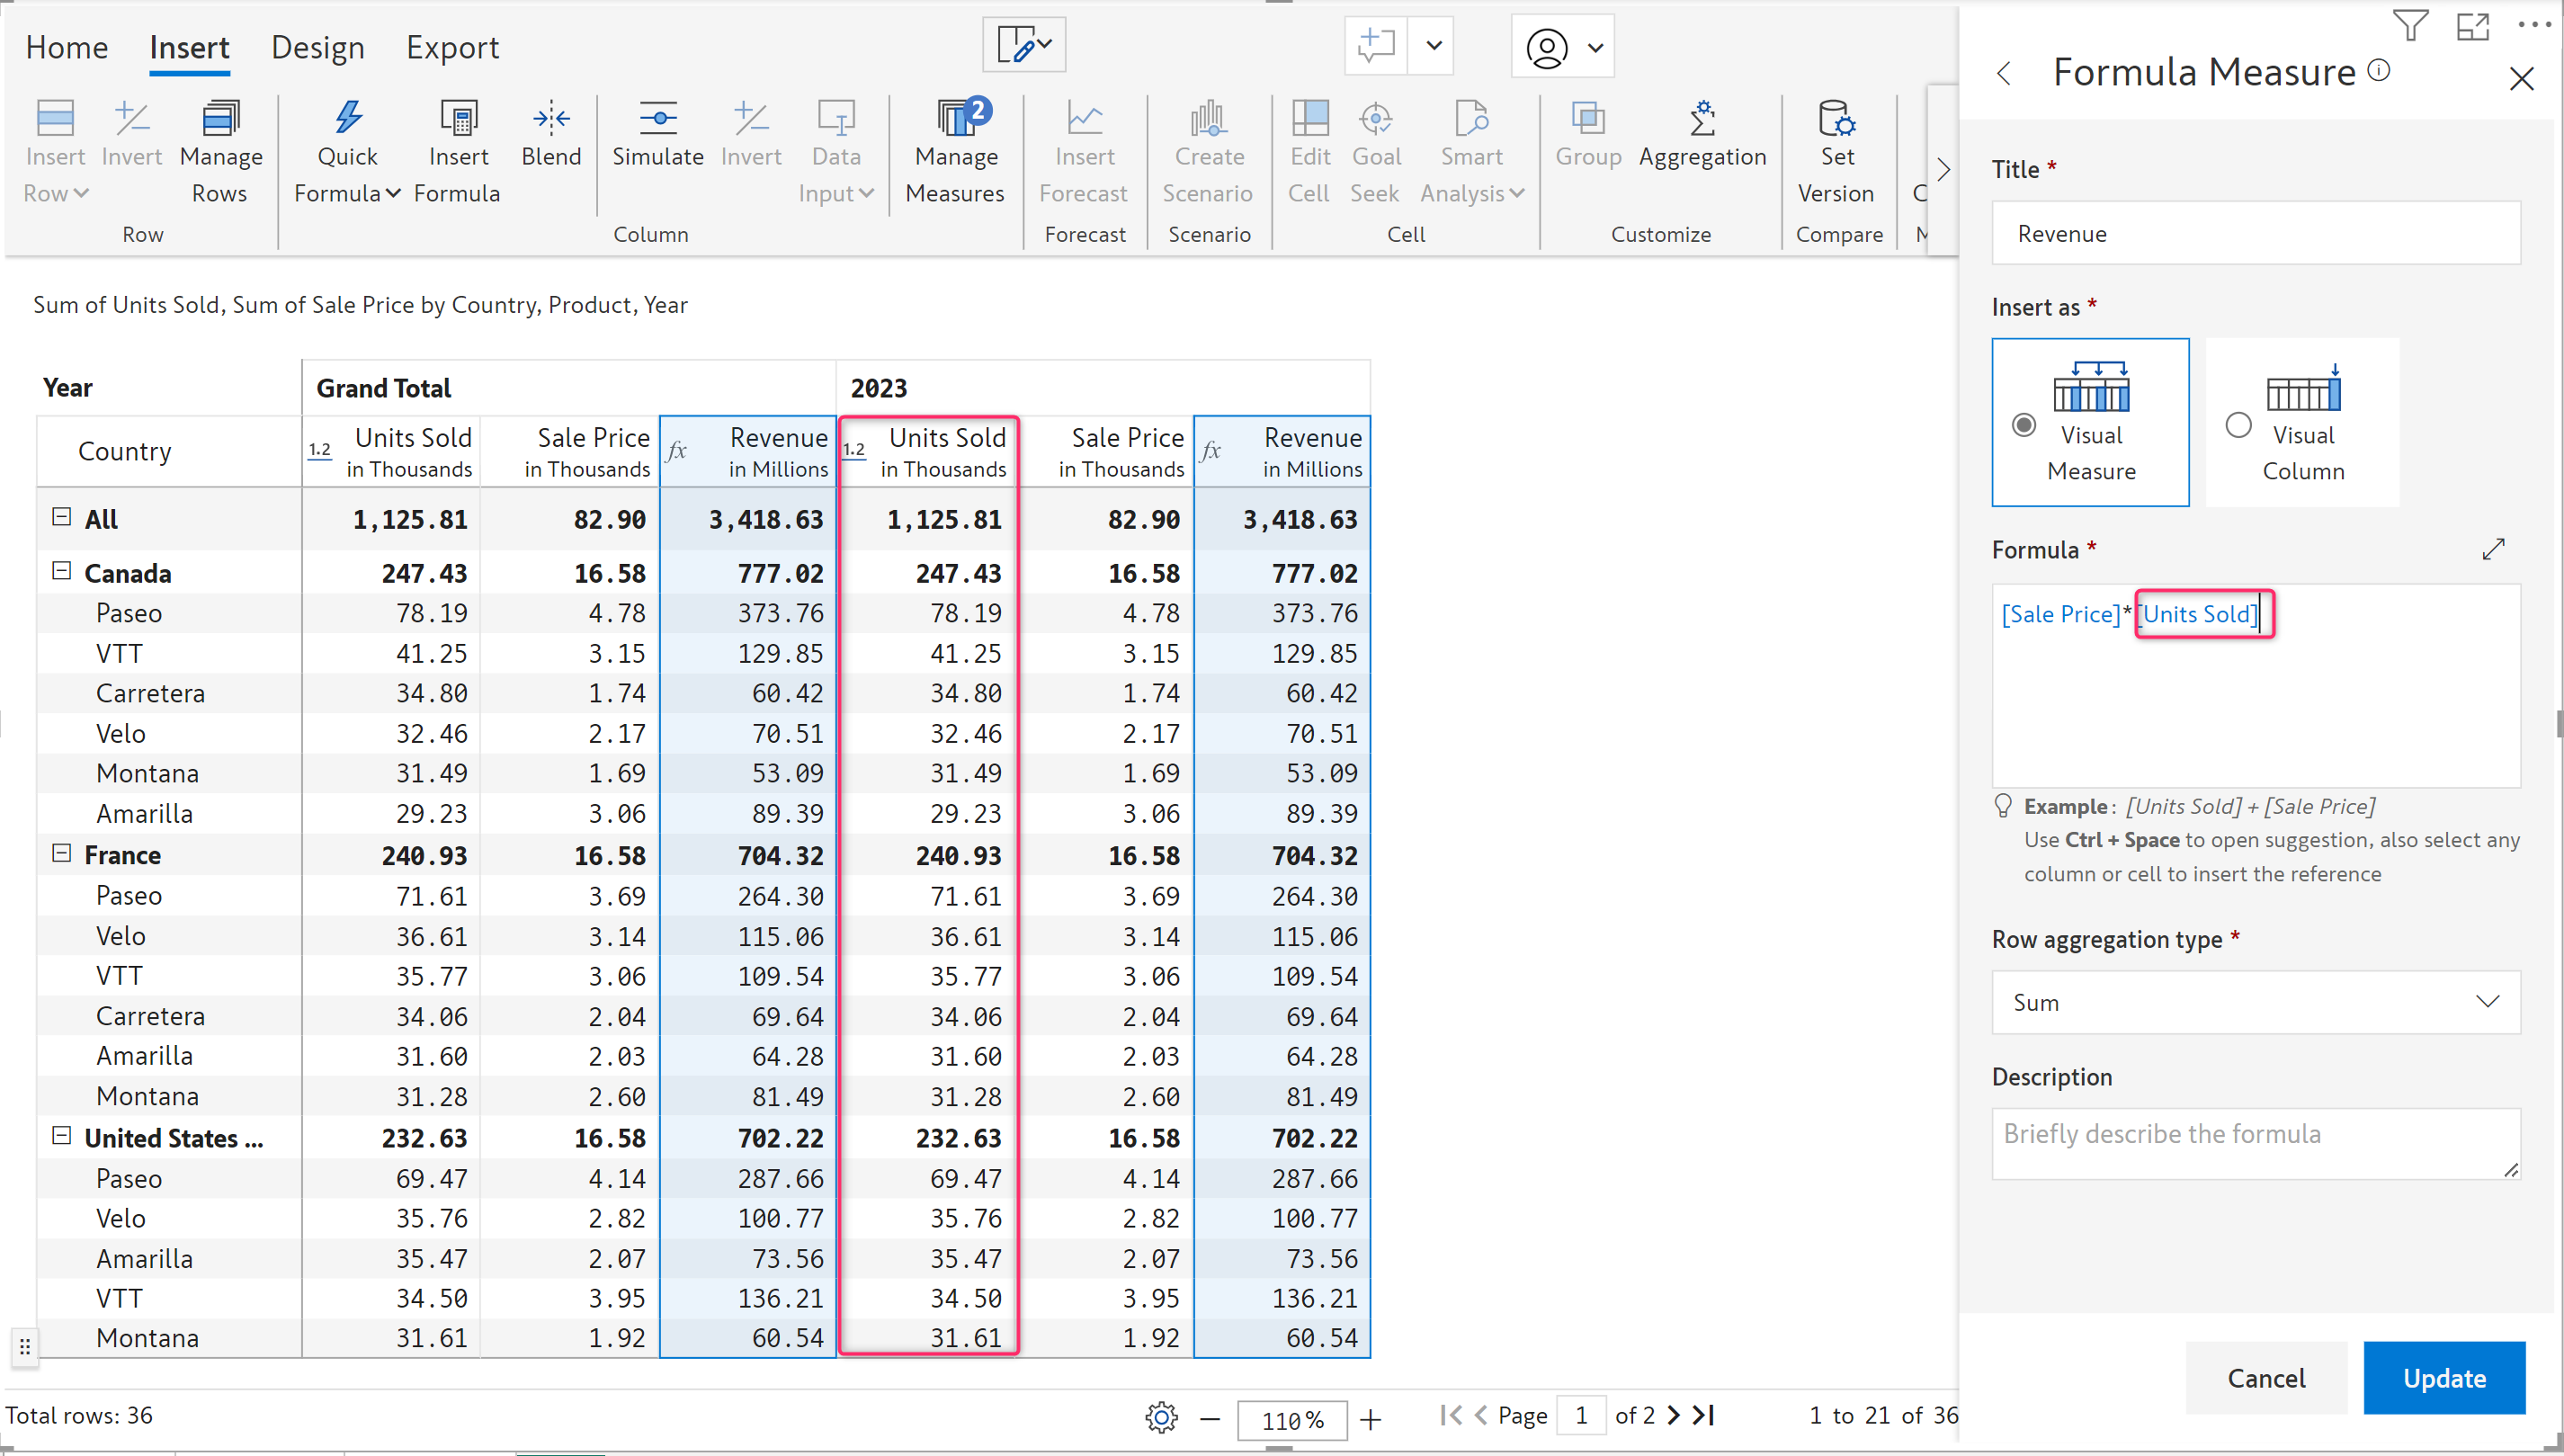 Home Insert Design Export
Insert Row
Invert
Manage Rows
Row
Quick Formula
Insert Formula
Blend
Simulate
Invert
Data Input
Column
2
Manage Measures
Insert Forecast
Forecast
Create Scenario
Scenario
Edit Cell
Goal Seek
Smart Analysis
Cell
Group
Aggregation
Customize
Set Version
Compare
C
Sum of Units Sold, Sum of Sale Price by Country, Product, Year
Year Grand Total 2023
Country 1.2 Units Sold in Thousands Sale Price in Thousands fx Revenue in Millions 1.2 Units Sold in Thousands Sale Price in Thousands fx Revenue in Millions
All 1,125.81 82.90 3,418.63 1,125.81 82.90 3,418.63
Canada 247.43 16.58 777.02 247.43 16.58 777.02
Paseo 78.19 4.78 373.76 78.19 4.78 373.76
VTT 41.25 3.15 129.85 41.25 3.15 129.85
Carretera 34.80 1.74 60.42 34.80 1.74 60.42
Velo 32.46 2.17 70.51 32.46 2.17 70.51
Montana 31.49 1.69 53.09 31.49 1.69 53.09
Amarilla 29.23 3.06 89.39 29.23 3.06 89.39
France 240.93 16.58 704.32 240.93 16.58 704.32
Paseo 71.61 3.69 264.30 71.61 3.69 264.30
Velo 36.61 3.14 115.06 36.61 3.14 115.06
VTT 35.77 3.06 109.54 35.77 3.06 109.54
Carretera 34.06 2.04 69.64 34.06 2.04 69.64
Amarilla 31.60 2.03 64.28 31.60 2.03 64.28
Montana 31.28 2.60 81.49 31.28 2.60 81.49
United States ... 232.63 16.58 702.22 232.63 16.58 702.22
Paseo 69.47 4.14 287.66 69.47 4.14 287.66
Velo 35.76 2.82 100.77 35.76 2.82 100.77
Amarilla 35.47 2.07 73.56 35.47 2.07 73.56
VTT 34.50 3.95 136.21 34.50 3.95 136.21
Montana 31.61 1.92 60.54 31.61 1.92 60.54
Total rows: 36
110 %
Page 1 of 2
1 to 21 of 36
Formula Measure
Title *
Revenue
Insert as *
Visual Measure
Visual Column
Formula *
[Sale Price]*[Units Sold]
Example : [Units Sold] + [Sale Price]
Use Ctrl + Space to open suggestion, also select any
column or cell to insert the reference
Row aggregation type *
Sum
Description
Briefly describe the formula
Cancel Update